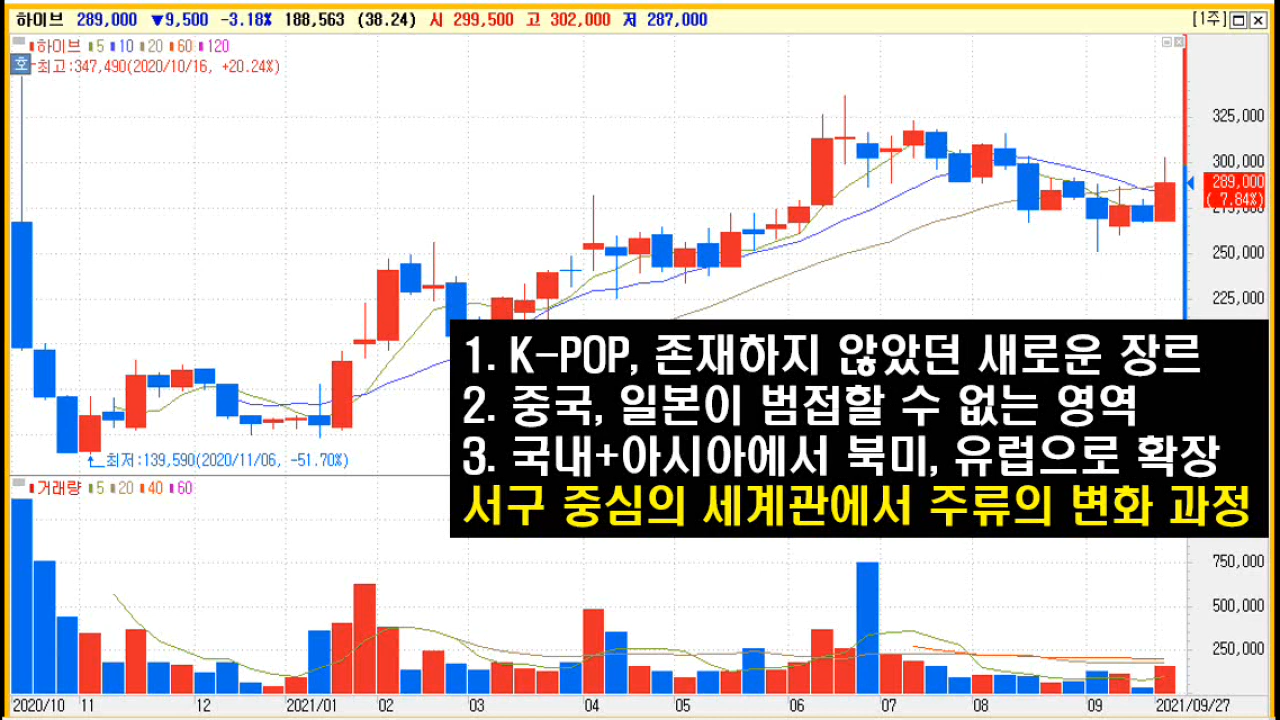 하이브 289,000 ▼9,500 -3.18% 188,563 (38.24) 시 299,500 고 302,000 저 287,000 [1주]
하이브 5 10 20 60 120
호 최고:347,490(2020/10/16, +20.24%)
325,000
300,000
289,000
( 7.84%)
275,000
250,000
225,000
1. K-POP, 존재하지 않았던 새로운 장르
2. 중국, 일본이 범접할 수 없는 영역
3. 국내+아시아에서 북미, 유럽으로 확장
서구 중심의 세계관에서 주류의 변화 과정
최저:139,590(2020/11/06, -51.70%)
거래량 5 20 40 60
750,000
500,000
250,000
2020/10 11 12 2021/01 02 03 04 05 06 07 08 09 2021/09/27